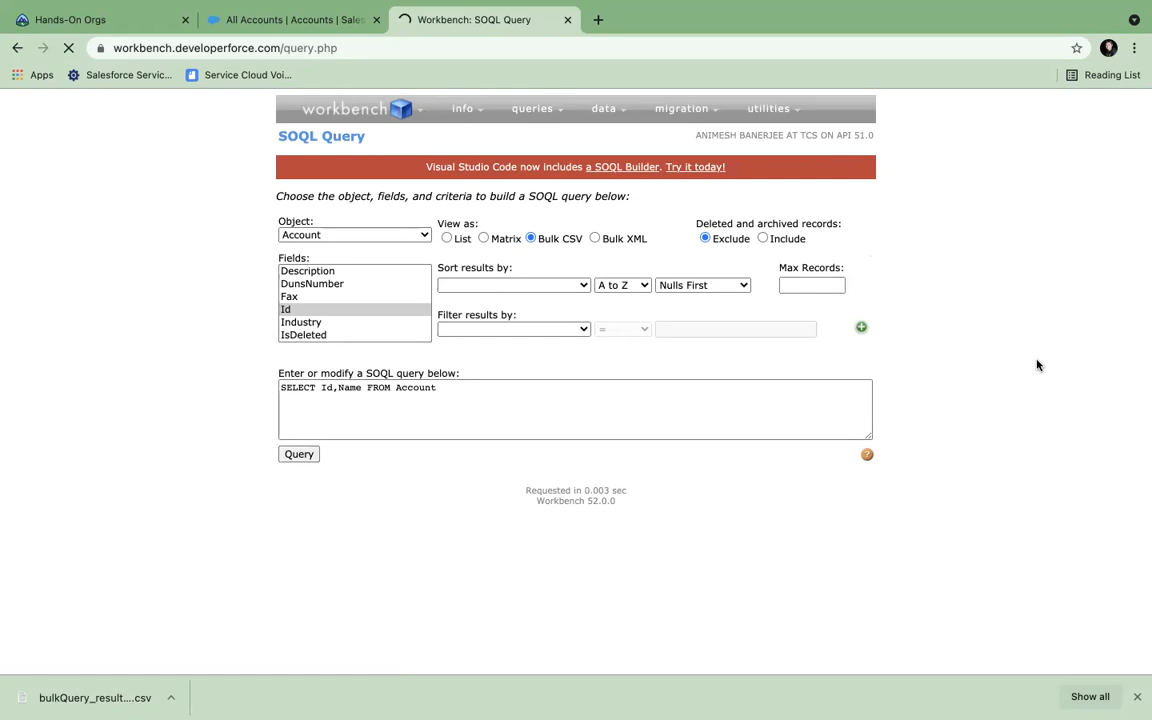 Hands-On Orgs
All Accounts | Accounts | Sales
Workbench: SOQL Query
workbench.developerforce.com/query.php
Apps
Salesforce Servic...
Service Cloud Voi...
Reading List
workbench
info
queries
data
migration
utilities
SOQL Query
ANIMESH BANERJEE AT TCS ON API 51.0
Visual Studio Code now includes a SOQL Builder. Try it today!
Choose the object, fields, and criteria to build a SOQL query below:
Object:
Account
View as:
List Matrix Bulk CSV Bulk XML
Deleted and archived records:
Exclude Include
Fields:
Description
DunsNumber
Fax
Id
Industry
IsDeleted
Sort results by:
A to Z
Nulls First
Max Records:
Filter results by:
=
Enter or modify a SOQL query below:
SELECT Id,Name FROM Account
Query
?
Requested in 0.003 sec
Workbench 52.0.0
bulkQuery_result....csv
Show all